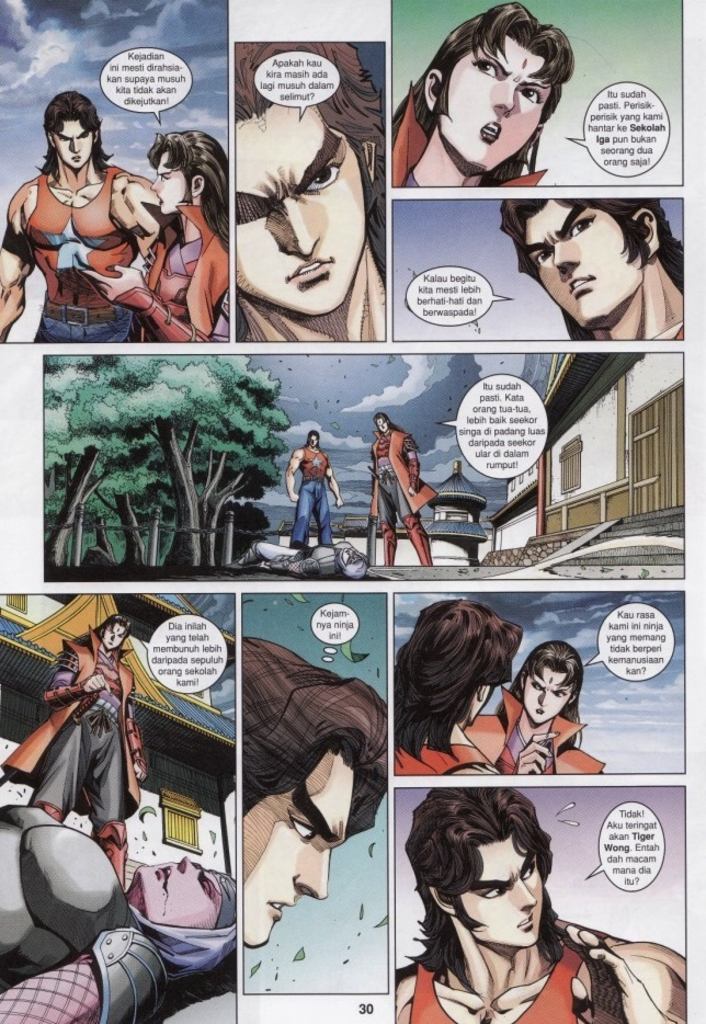 Kejadian
ini mesti dirahsia-
kan supaya musuh
kita tidak akan
dikejutkan!
Apakah kau
kira masih ada
lagi musuh dalam
selimut?
Itu sudah
pasti. Perisik-
perisik yang kami
hantar ke Sekolah
Iga pun bukan
seorang dua
orang saja!
Kalau begitu
kita mesti lebih
berhati-hati dan
berwaspada!
Itu sudah
pasti. Kata
orang tua-tua,
lebih baik seekor
singa di padang luas
daripada seekor
ular di dalam
rumput!
Dia inilah
yang telah
membunuh lebih
daripada sepuluh
orang sekolah
kami!
Kejam-
nya ninja
ini!
Kau rasa
kami ini ninja
yang memang
tidak berperi
kemanusiaan
kan?
Tidak!
Aku teringat
akan Tiger
Wong. Entah
dah macam
mana dia
itu?
30